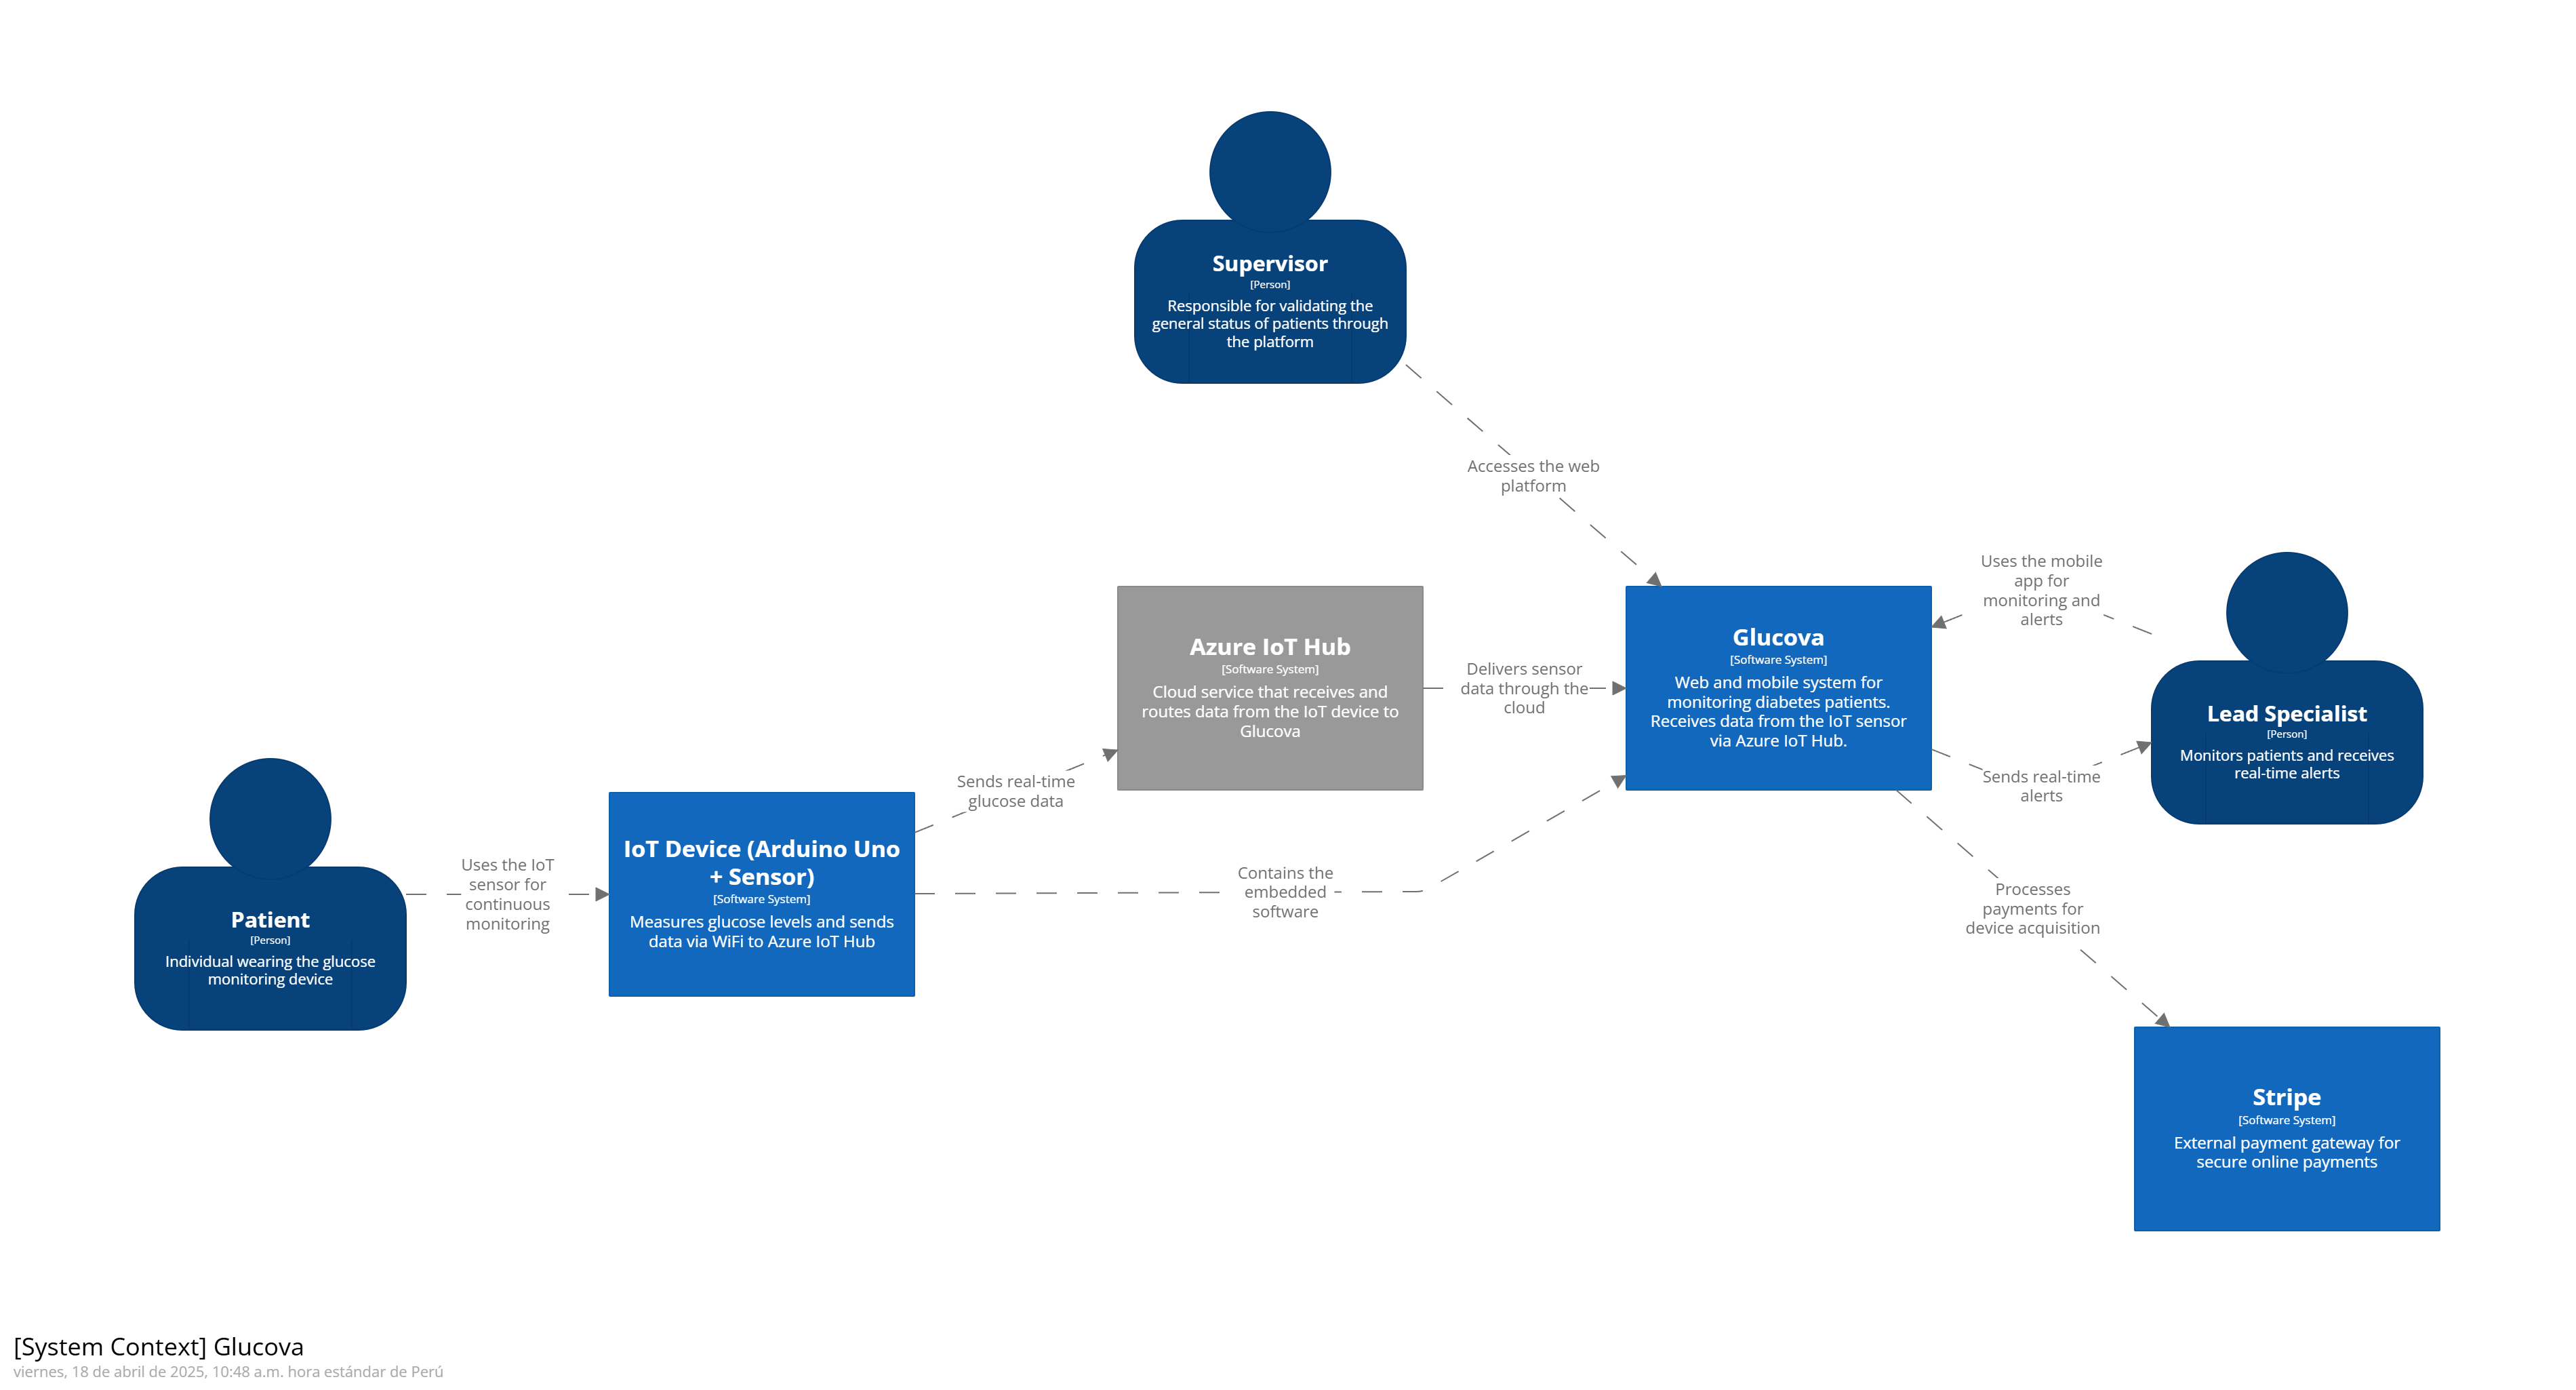 Supervisor
[Person]
Responsible for validating the
general status of patients through
the platform
Accesses the web
platform
Uses the mobile
app for
monitoring and
alerts
Azure IoT Hub
[Software System]
Cloud service that receives and
routes data from the IoT device to
Glucova
Delivers sensor
data through the
cloud
Glucova
[Software System]
Web and mobile system for
monitoring diabetes patients.
Receives data from the IoT sensor
via Azure IoT Hub.
Lead Specialist
[Person]
Monitors patients and receives
real-time alerts
Sends real-time
alerts
Sends real-time
glucose data
Patient
[Person]
Individual wearing the glucose
monitoring device
Uses the IoT
sensor for
continuous
monitoring
IoT Device (Arduino Uno
+ Sensor)
[Software System]
Measures glucose levels and sends
data via WiFi to Azure IoT Hub
Contains the
embedded
software
Processes
payments for
device acquisition
Stripe
[Software System]
External payment gateway for
secure online payments
[System Context] Glucova
viernes, 18 de abril de 2025, 10:48 a.m. hora estándar de Perú